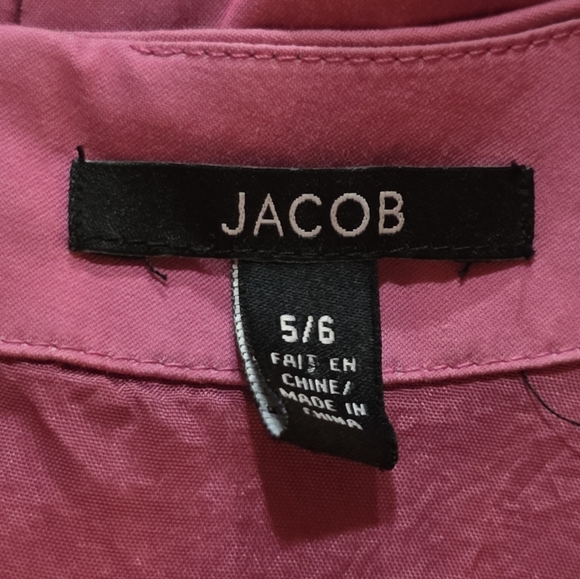 JACOB
5/6
FAIT EN
CHINE/
MADE IN
CHINA